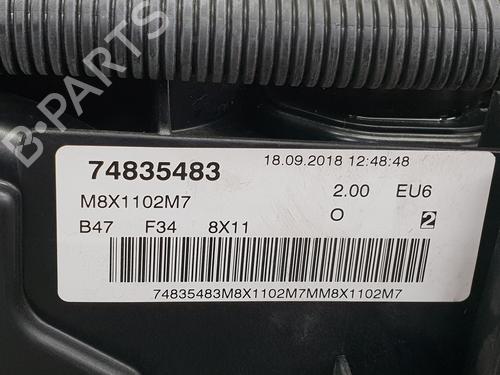 B-PARTS
74835483 18.09.2018 12:48:48
M8X1102M7 2.00 EU6
O 2
B47 F34 8X11
74835483M8X1102M7MM8X1102M7